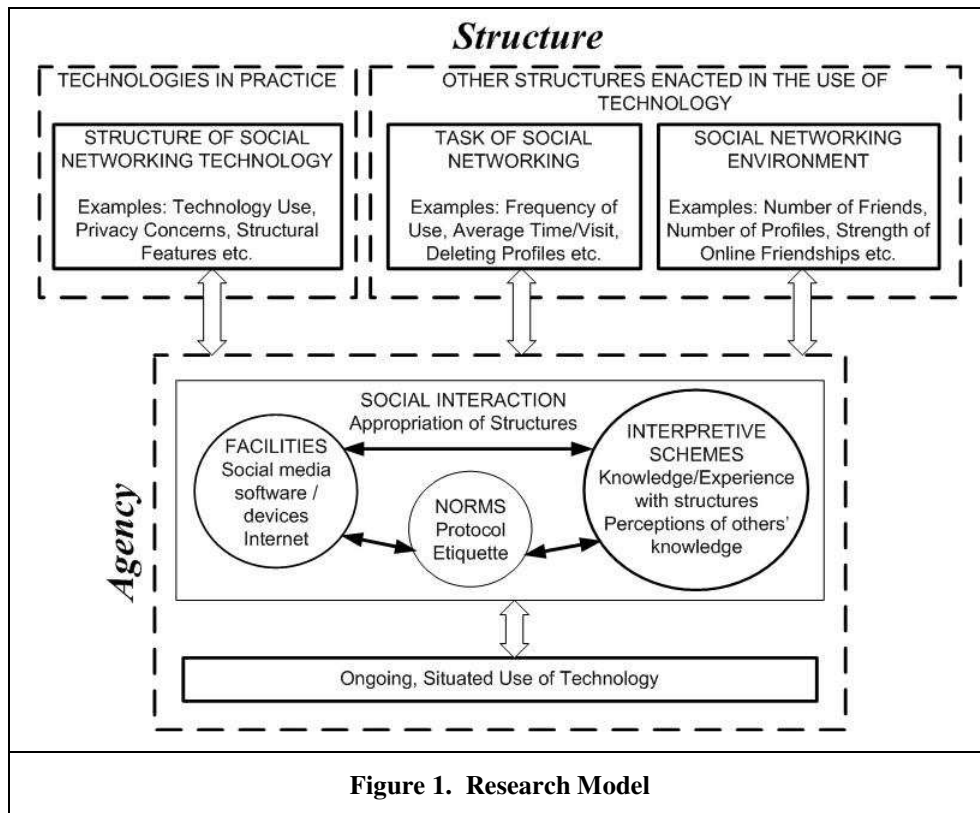 Structure
TECHNOLOGIES IN PRACTICE
OTHER STRUCTURES ENACTED IN THE USE OF
TECHNOLOGY
STRUCTURE OF SOCIAL
NETWORKING TECHNOLOGY
Examples: Technology Use,
Privacy Concerns, Structural
Features etc.
TASK OF SOCIAL
NETWORKING
Examples: Frequency of
Use, Average Time/Visit,
Deleting Profiles etc.
SOCIAL NETWORKING
ENVIRONMENT
Examples: Number of Friends,
Number of Profiles, Strength of
Online Friendships etc.
Agency
SOCIAL INTERACTION
Appropriation of Structures
FACILITIES
Social media
software /
devices
Internet
NORMS
Protocol
Etiquette
INTERPRETIVE
SCHEMES
Knowledge/Experience
with structures
Perceptions of others'
knowledge
Ongoing, Situated Use of Technology
Figure 1. Research Model